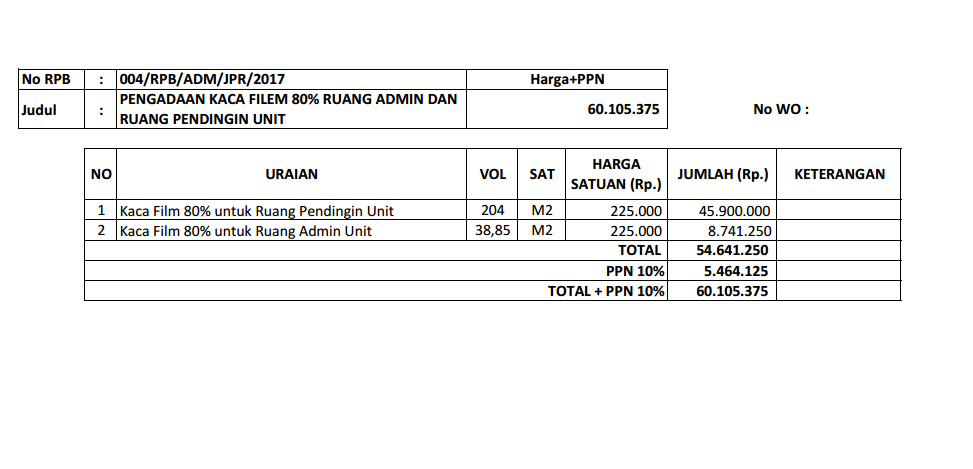 No RPB : 004/RPB/ADM/JPR/2017 Harga+PPN
Judul : PENGADAAN KACA FILEM 80% RUANG ADMIN DAN RUANG PENDINGIN UNIT 60.105.375 No WO :
NO URAIAN VOL SAT HARGA SATUAN (Rp.) JUMLAH (Rp.) KETERANGAN
1 Kaca Film 80% untuk Ruang Pendingin Unit 204 M2 225.000 45.900.000
2 Kaca Film 80% untuk Ruang Admin Unit 38,85 M2 225.000 8.741.250
TOTAL 54.641.250
PPN 10% 5.464.125
TOTAL + PPN 10% 60.105.375